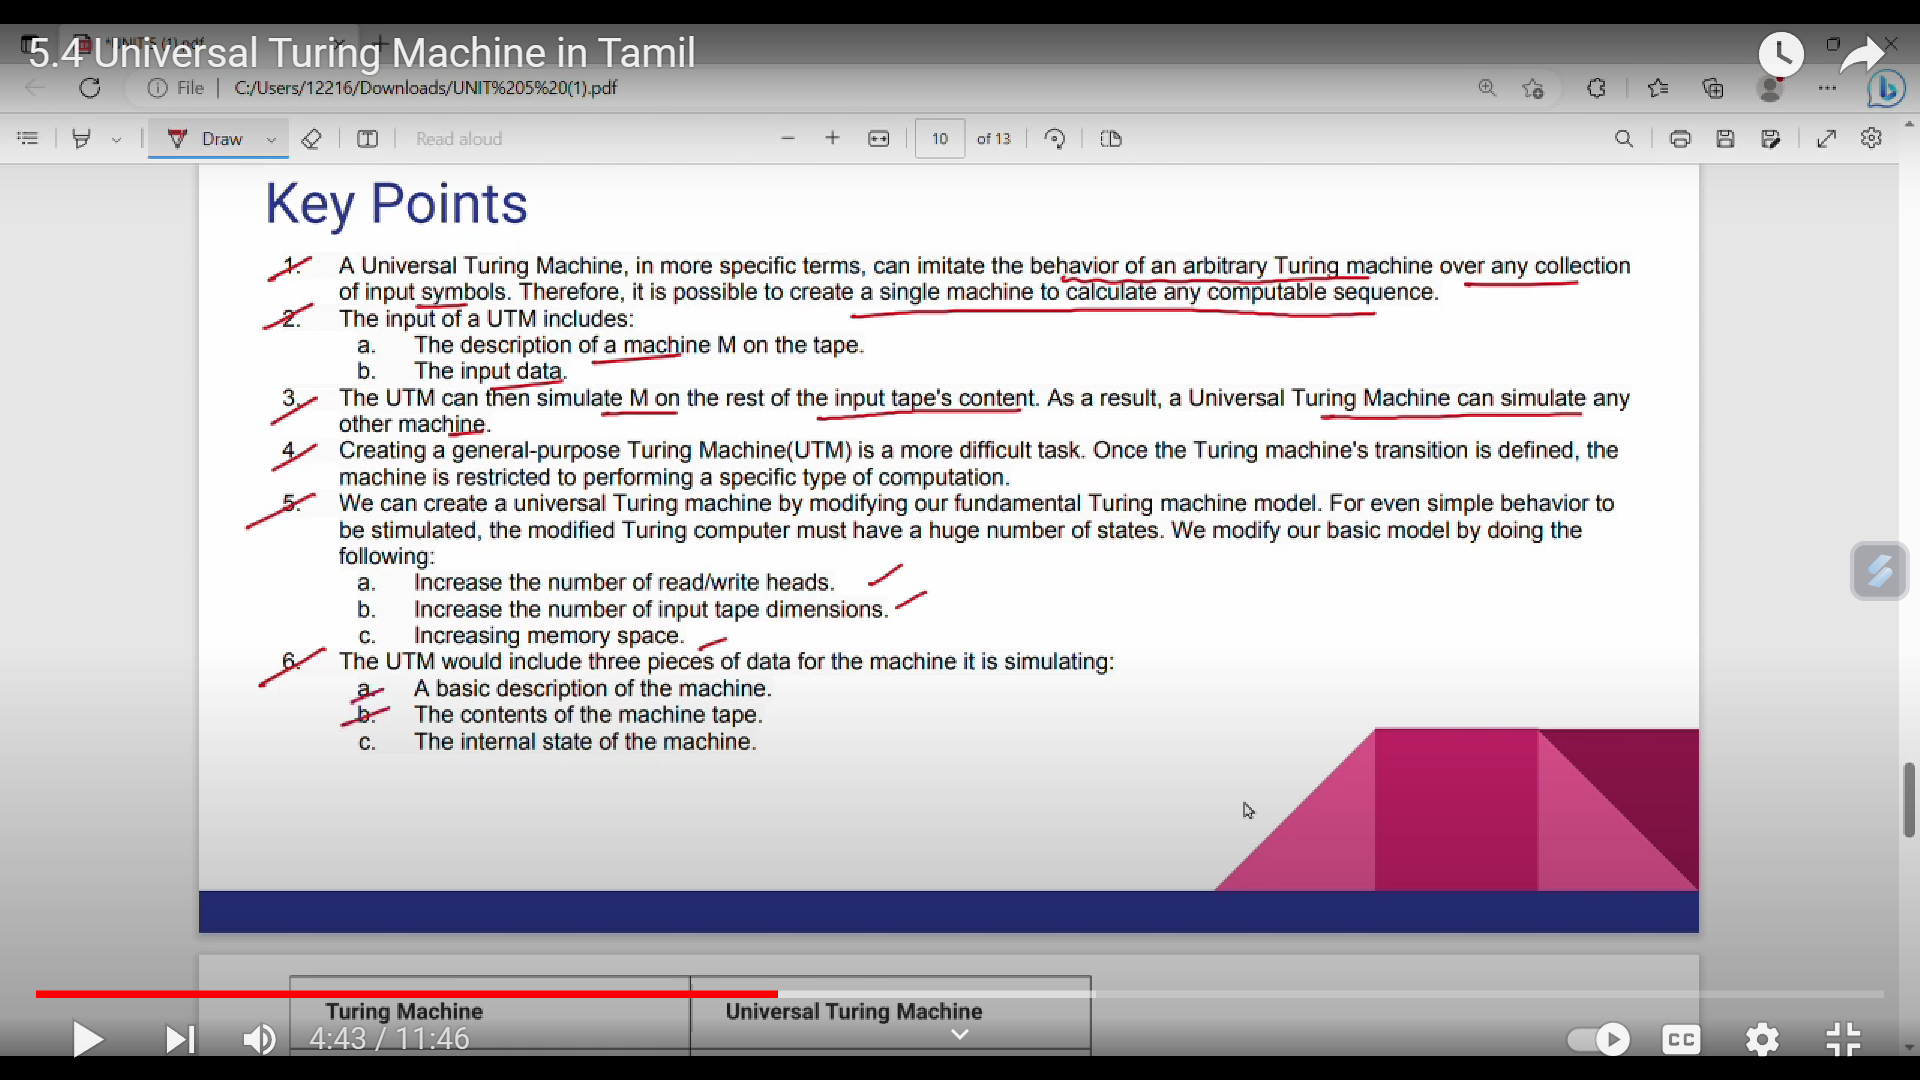 5.4 Universal Turing Machine in Tamil
File C:/Users/12216/Downloads/UNIT%205%20(1).pdf
Draw Read aloud 10 of 13
Key Points
1. A Universal Turing Machine, in more specific terms, can imitate the behavior of an arbitrary Turing machine over any collection
of input symbols. Therefore, it is possible to create a single machine to calculate any computable sequence.
2. The input of a UTM includes:
a. The description of a machine M on the tape.
b. The input data.
3. The UTM can then simulate M on the rest of the input tape's content. As a result, a Universal Turing Machine can simulate any
other machine.
4. Creating a general-purpose Turing Machine(UTM) is a more difficult task. Once the Turing machine's transition is defined, the
machine is restricted to performing a specific type of computation.
5. We can create a universal Turing machine by modifying our fundamental Turing machine model. For even simple behavior to
be stimulated, the modified Turing computer must have a huge number of states. We modify our basic model by doing the
following:
a. Increase the number of read/write heads.
b. Increase the number of input tape dimensions.
c. Increasing memory space.
6. The UTM would include three pieces of data for the machine it is simulating:
a. A basic description of the machine.
b. The contents of the machine tape.
c. The internal state of the machine.
Turing Machine Universal Turing Machine
4:43 / 11:46 CC